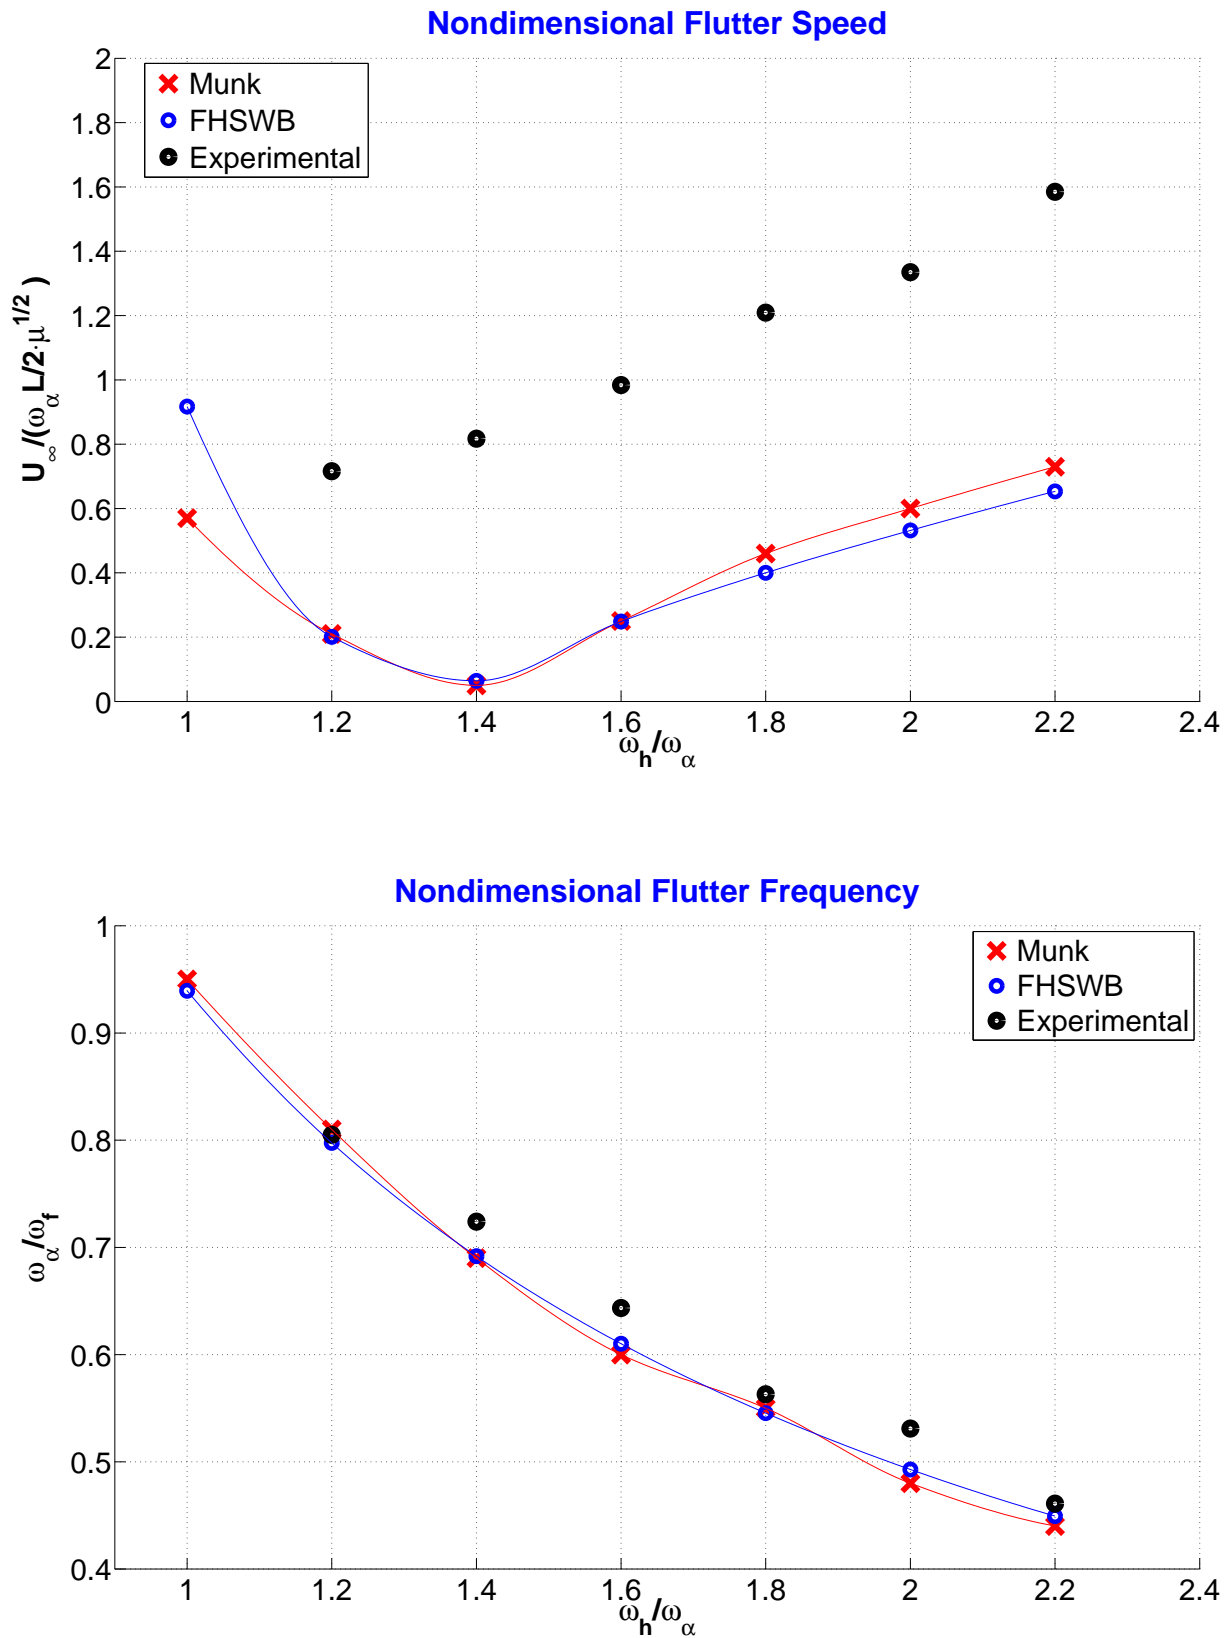 Nondimensional Flutter Speed
2
1.8
1.6
1.4
1.2
1
0.8
0.6
0.4
0.2
0
U∞/(ωα L/2·μ^1/2 )
Munk
FHSWB
Experimental
1 1.2 1.4 1.6 1.8 2 2.2 2.4
ωh/ωα
Nondimensional Flutter Frequency
1
0.9
0.8
0.7
0.6
0.5
0.4
ωα/ωf
Munk
FHSWB
Experimental
1 1.2 1.4 1.6 1.8 2 2.2 2.4
ωh/ωα